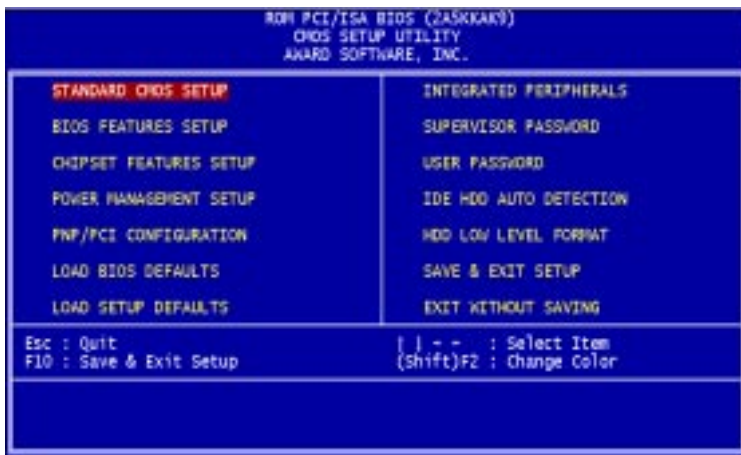 ROM PCI/ISA BIOS (2A5KKAK9)
CMOS SETUP UTILITY
AWARD SOFTWARE, INC.
STANDARD CMOS SETUP
BIOS FEATURES SETUP
CHIPSET FEATURES SETUP
POWER MANAGEMENT SETUP
PNP/PCI CONFIGURATION
LOAD BIOS DEFAULTS
LOAD SETUP DEFAULTS
INTEGRATED PERIPHERALS
SUPERVISOR PASSWORD
USER PASSWORD
IDE HDD AUTO DETECTION
HDD LOW LEVEL FORMAT
SAVE & EXIT SETUP
EXIT WITHOUT SAVING
Esc : Quit
F10 : Save & Exit Setup
: Select Item
(Shift)F2 : Change Color